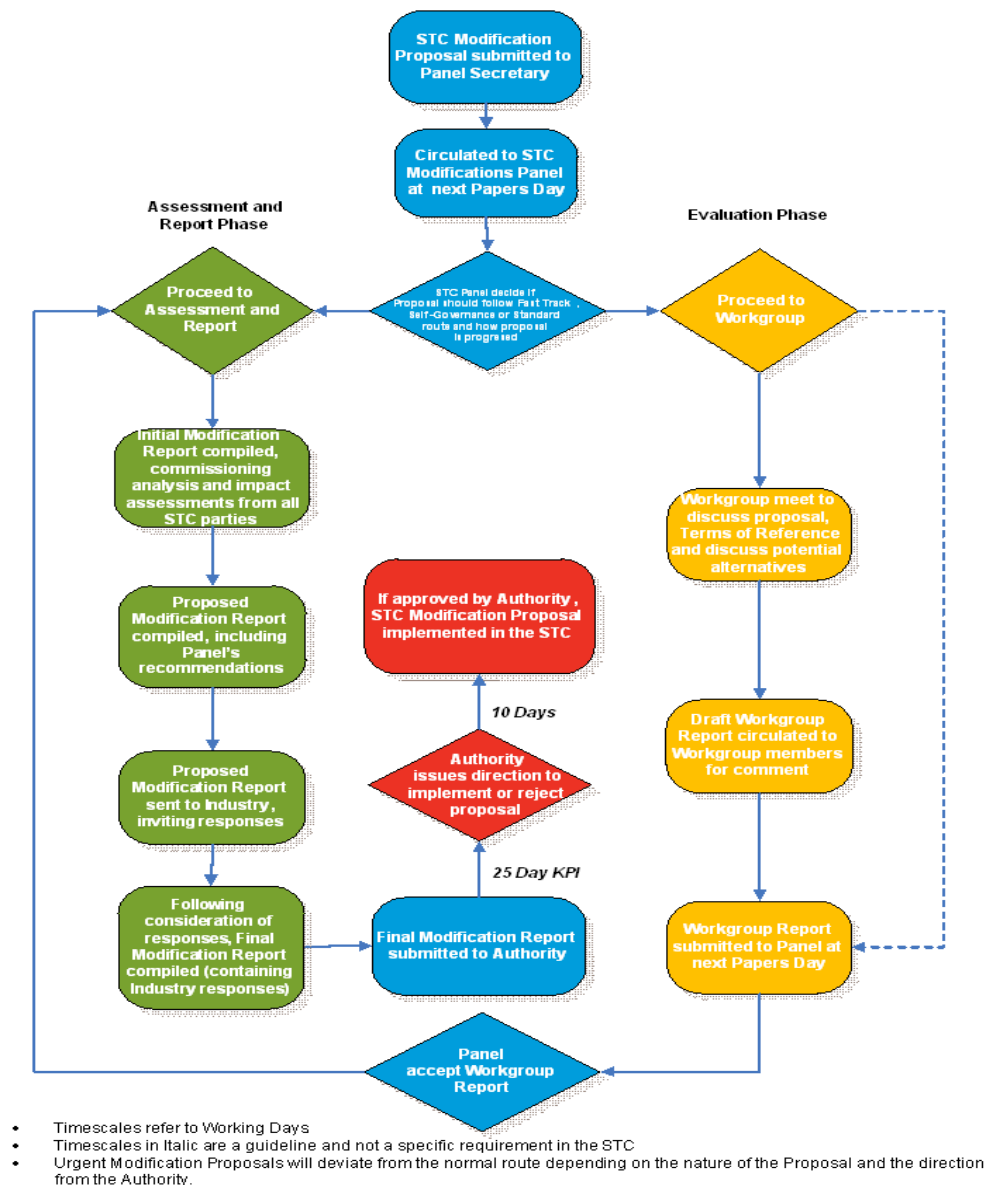 STC Modification
Proposal submitted to
Panel Secretary
Circulated to STC
Modifications Panel
at next Papers Day
Assessment and
Report Phase
Evaluation Phase
Proceed to
Assessment and
Report
STC Panel decide if
Proposal should follow Fast Track ,
Self-Governance or Standard
route and how proposal
is progressed
Proceed to
Workgroup
Initial Modification
Report compiled,
commissioning
analysis and impact
assessments from all
STC parties
Workgroup meet to
discuss proposal,
Terms of Reference
and discuss potential
alternatives
If approved by Authority ,
STC Modification Proposal
implemented in the STC
Proposed
Modification Report
compiled, including
Panel's
recommendations
10 Days
Draft Workgroup
Report circulated to
Workgroup members
for comment
Authority
issues direction to
implement or reject
proposal
Proposed
Modification Report
sent to Industry ,
inviting responses
25 Day KPI
Following
consideration of
responses, Final
Modification Report
compiled (containing
Industry responses)
Final Modification Report
submitted to Authority
Workgroup Report
submitted to Panel at
next Papers Day
Panel
accept Workgroup
Report
• Timescales refer to Working Days
• Timescales in Italic are a guideline and not a specific requirement in the STC
• Urgent Modification Proposals will deviate from the normal route depending on the nature of the Proposal and the direction
from the Authority.